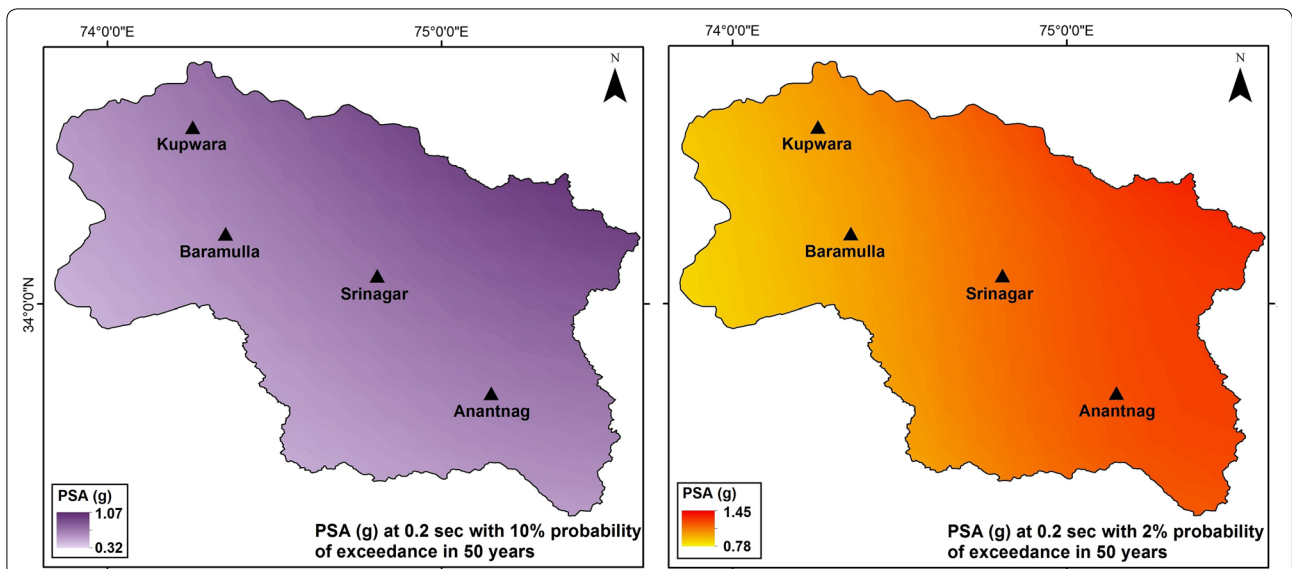 74°0'0"E
75°0'0"E
N
Kupwara
Baramulla
Srinagar
Anantnag
34°0'0"N
PSA (g)
1.07
0.32
PSA (g) at 0.2 sec with 10% probability
of exceedance in 50 years
74°0'0"E
75°0'0"E
N
Kupwara
Baramulla
Srinagar
Anantnag
PSA (g)
1.45
0.78
PSA (g) at 0.2 sec with 2% probability
of exceedance in 50 years